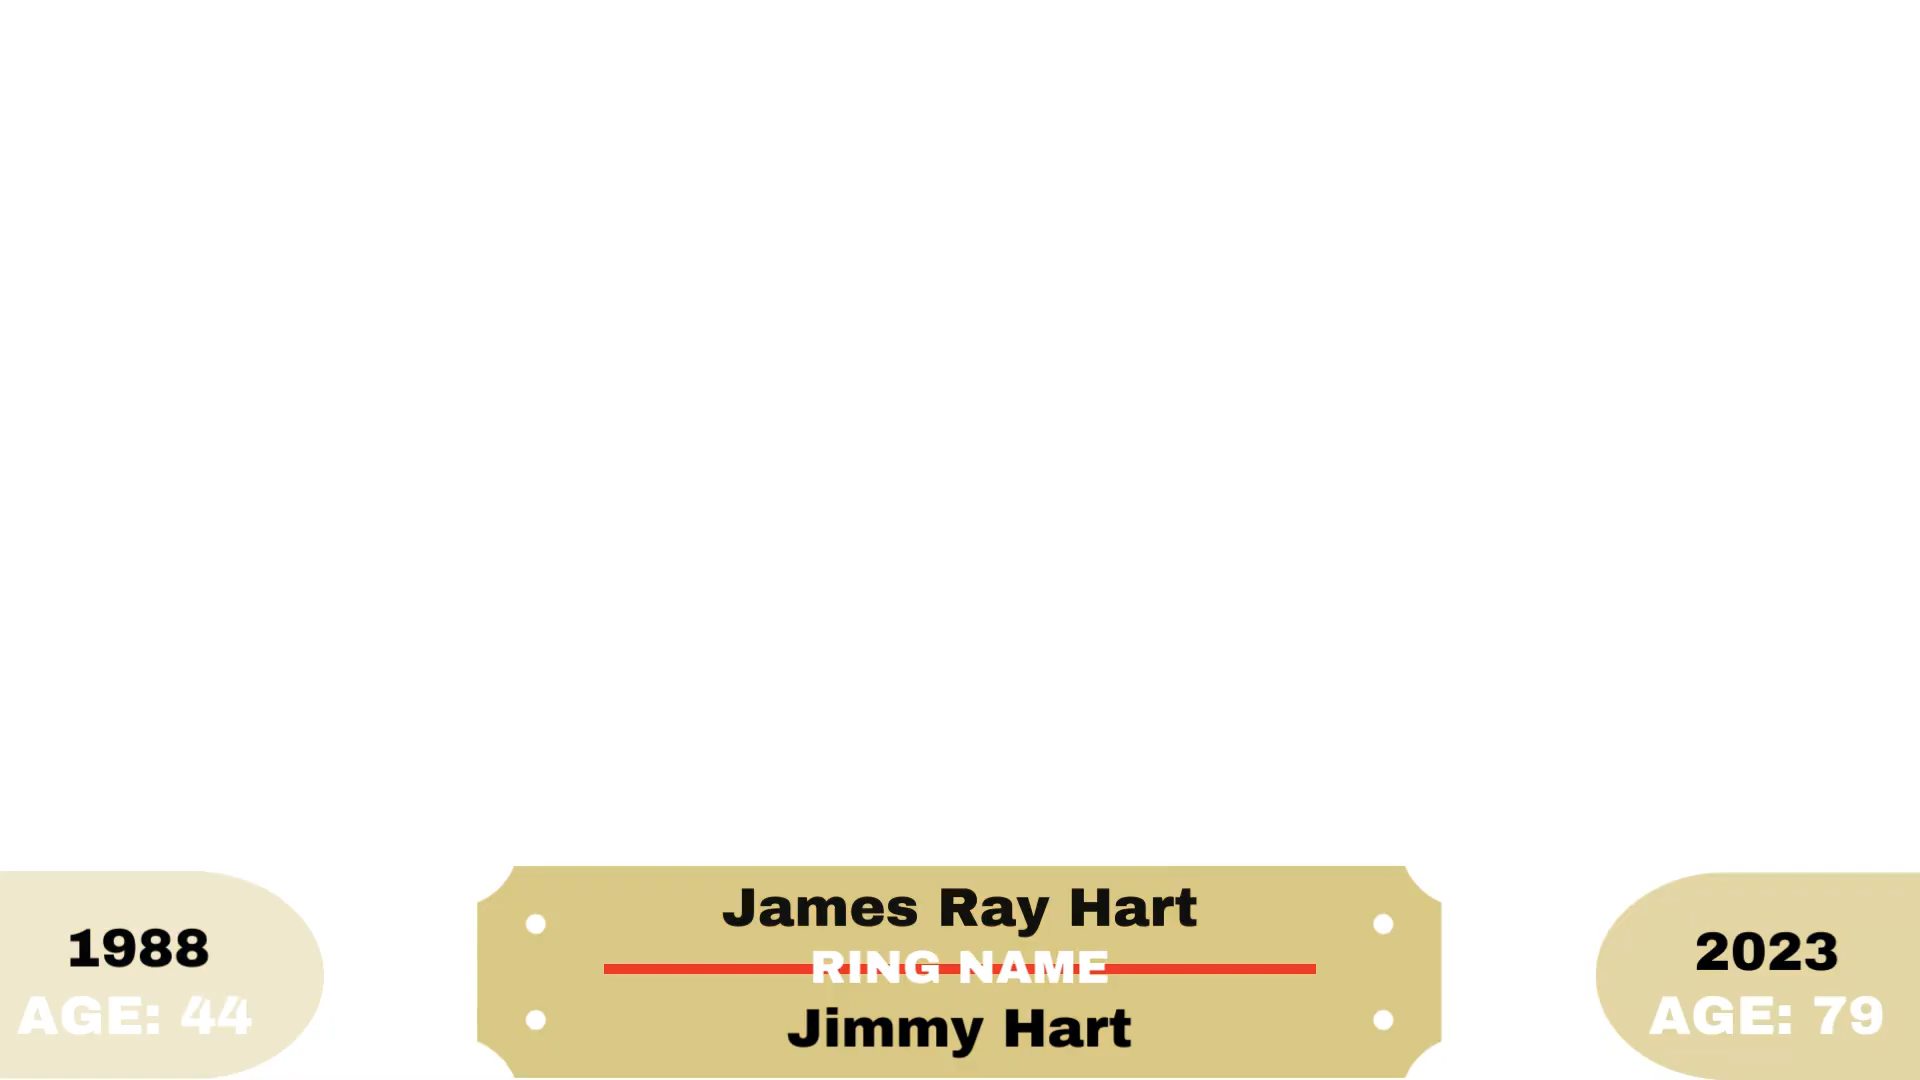 1988
AGE: 44
James Ray Hart
RING NAME
Jimmy Hart
2023
AGE: 79